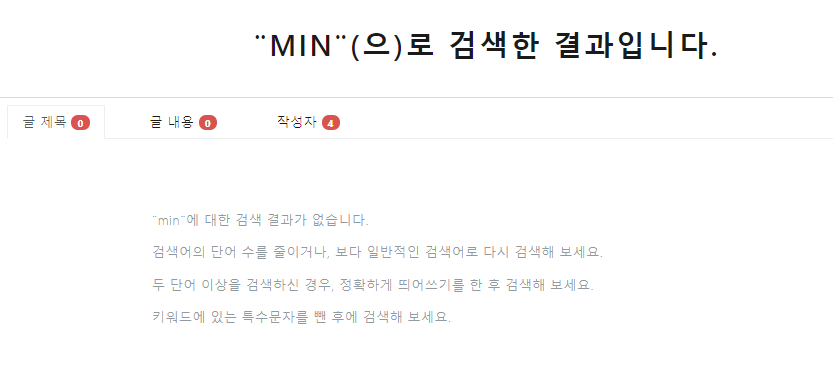 ¨MIN¨(으)로 검색한 결과입니다.
글 제목 0 글 내용 0 작성자 4
¨min¨에 대한 검색 결과가 없습니다.
검색어의 단어 수를 줄이거나, 보다 일반적인 검색어로 다시 검색해 보세요.
두 단어 이상을 검색하신 경우, 정확하게 띄어쓰기를 한 후 검색해 보세요.
키워드에 있는 특수문자를 뺀 후에 검색해 보세요.